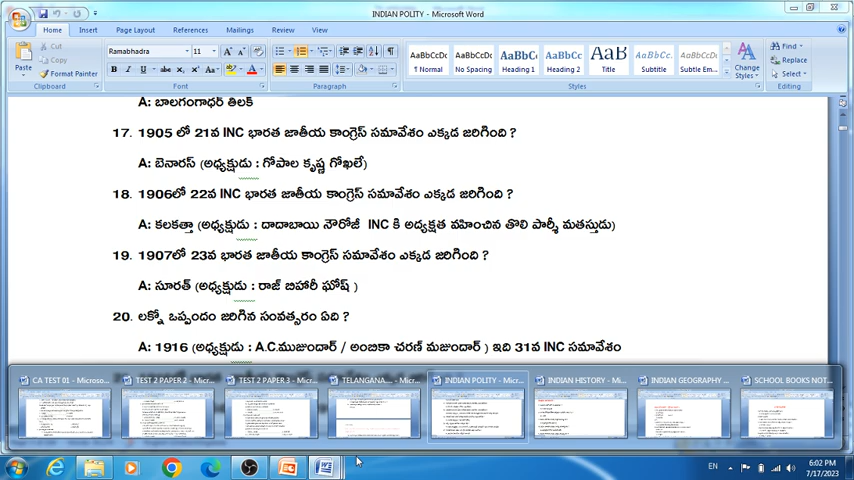 INDIAN POLITY - Microsoft Word
Home Insert Page Layout References Mailings Review View
Cut
Copy
Paste
Format Painter
Clipboard
Ramabhadra 11
Font
Paragraph
AaBbCcDc AaBbCcDc AaBbCc AaBbCc AaBb AaBbCc. AaBbCcDc
¶ Normal No Spacing Heading 1 Heading 2 Title Subtitle Subtle Em...
Change Styles
Styles
Find
Replace
Select
Editing
A: బాలగంగాధర్ తిలక్
17. 1905 లో 21వ INC భారత జాతీయ కాంగ్రెస్ సమావేశం ఎక్కడ జరిగింది ?
A: బెనారస్ (అధ్యక్షుడు : గోపాల కృష్ణ గోఖలే)
18. 1906లో 22వ INC భారత జాతీయ కాంగ్రెస్ సమావేశం ఎక్కడ జరిగింది ?
A: కలకత్తా (అధ్యక్షుడు : దాదాబాయి నౌరోజీ INC కి అద్యక్షత వహించిన తొలి పార్శీ మతస్తుడు)
19. 1907లో 23వ భారత జాతీయ కాంగ్రెస్ సమావేశం ఎక్కడ జరిగింది ?
A: సూరత్ (అధ్యక్షుడు : రాజ్ బిహారీ ఘోష్ )
20. లక్నో ఒప్పందం జరిగిన సంవత్సరం ఏది ?
A: 1916 (అధ్యక్షుడు : A.C.ముజుందార్ / అంబికా చరణ్ మజుందార్ ) ఇది 31వ INC సమావేశం
CA TEST 01 - Microso... TEST 2 PAPER 2 - Micr... TEST 2 PAPER 3 - Micr... TELANGANA.... - Mic... INDIAN POLITY - Micr... INDIAN HISTORY - Mi... INDIAN GEOGRAPHY ... SCHOOL BOOKS NOT...
EN
6:02 PM
7/17/2023